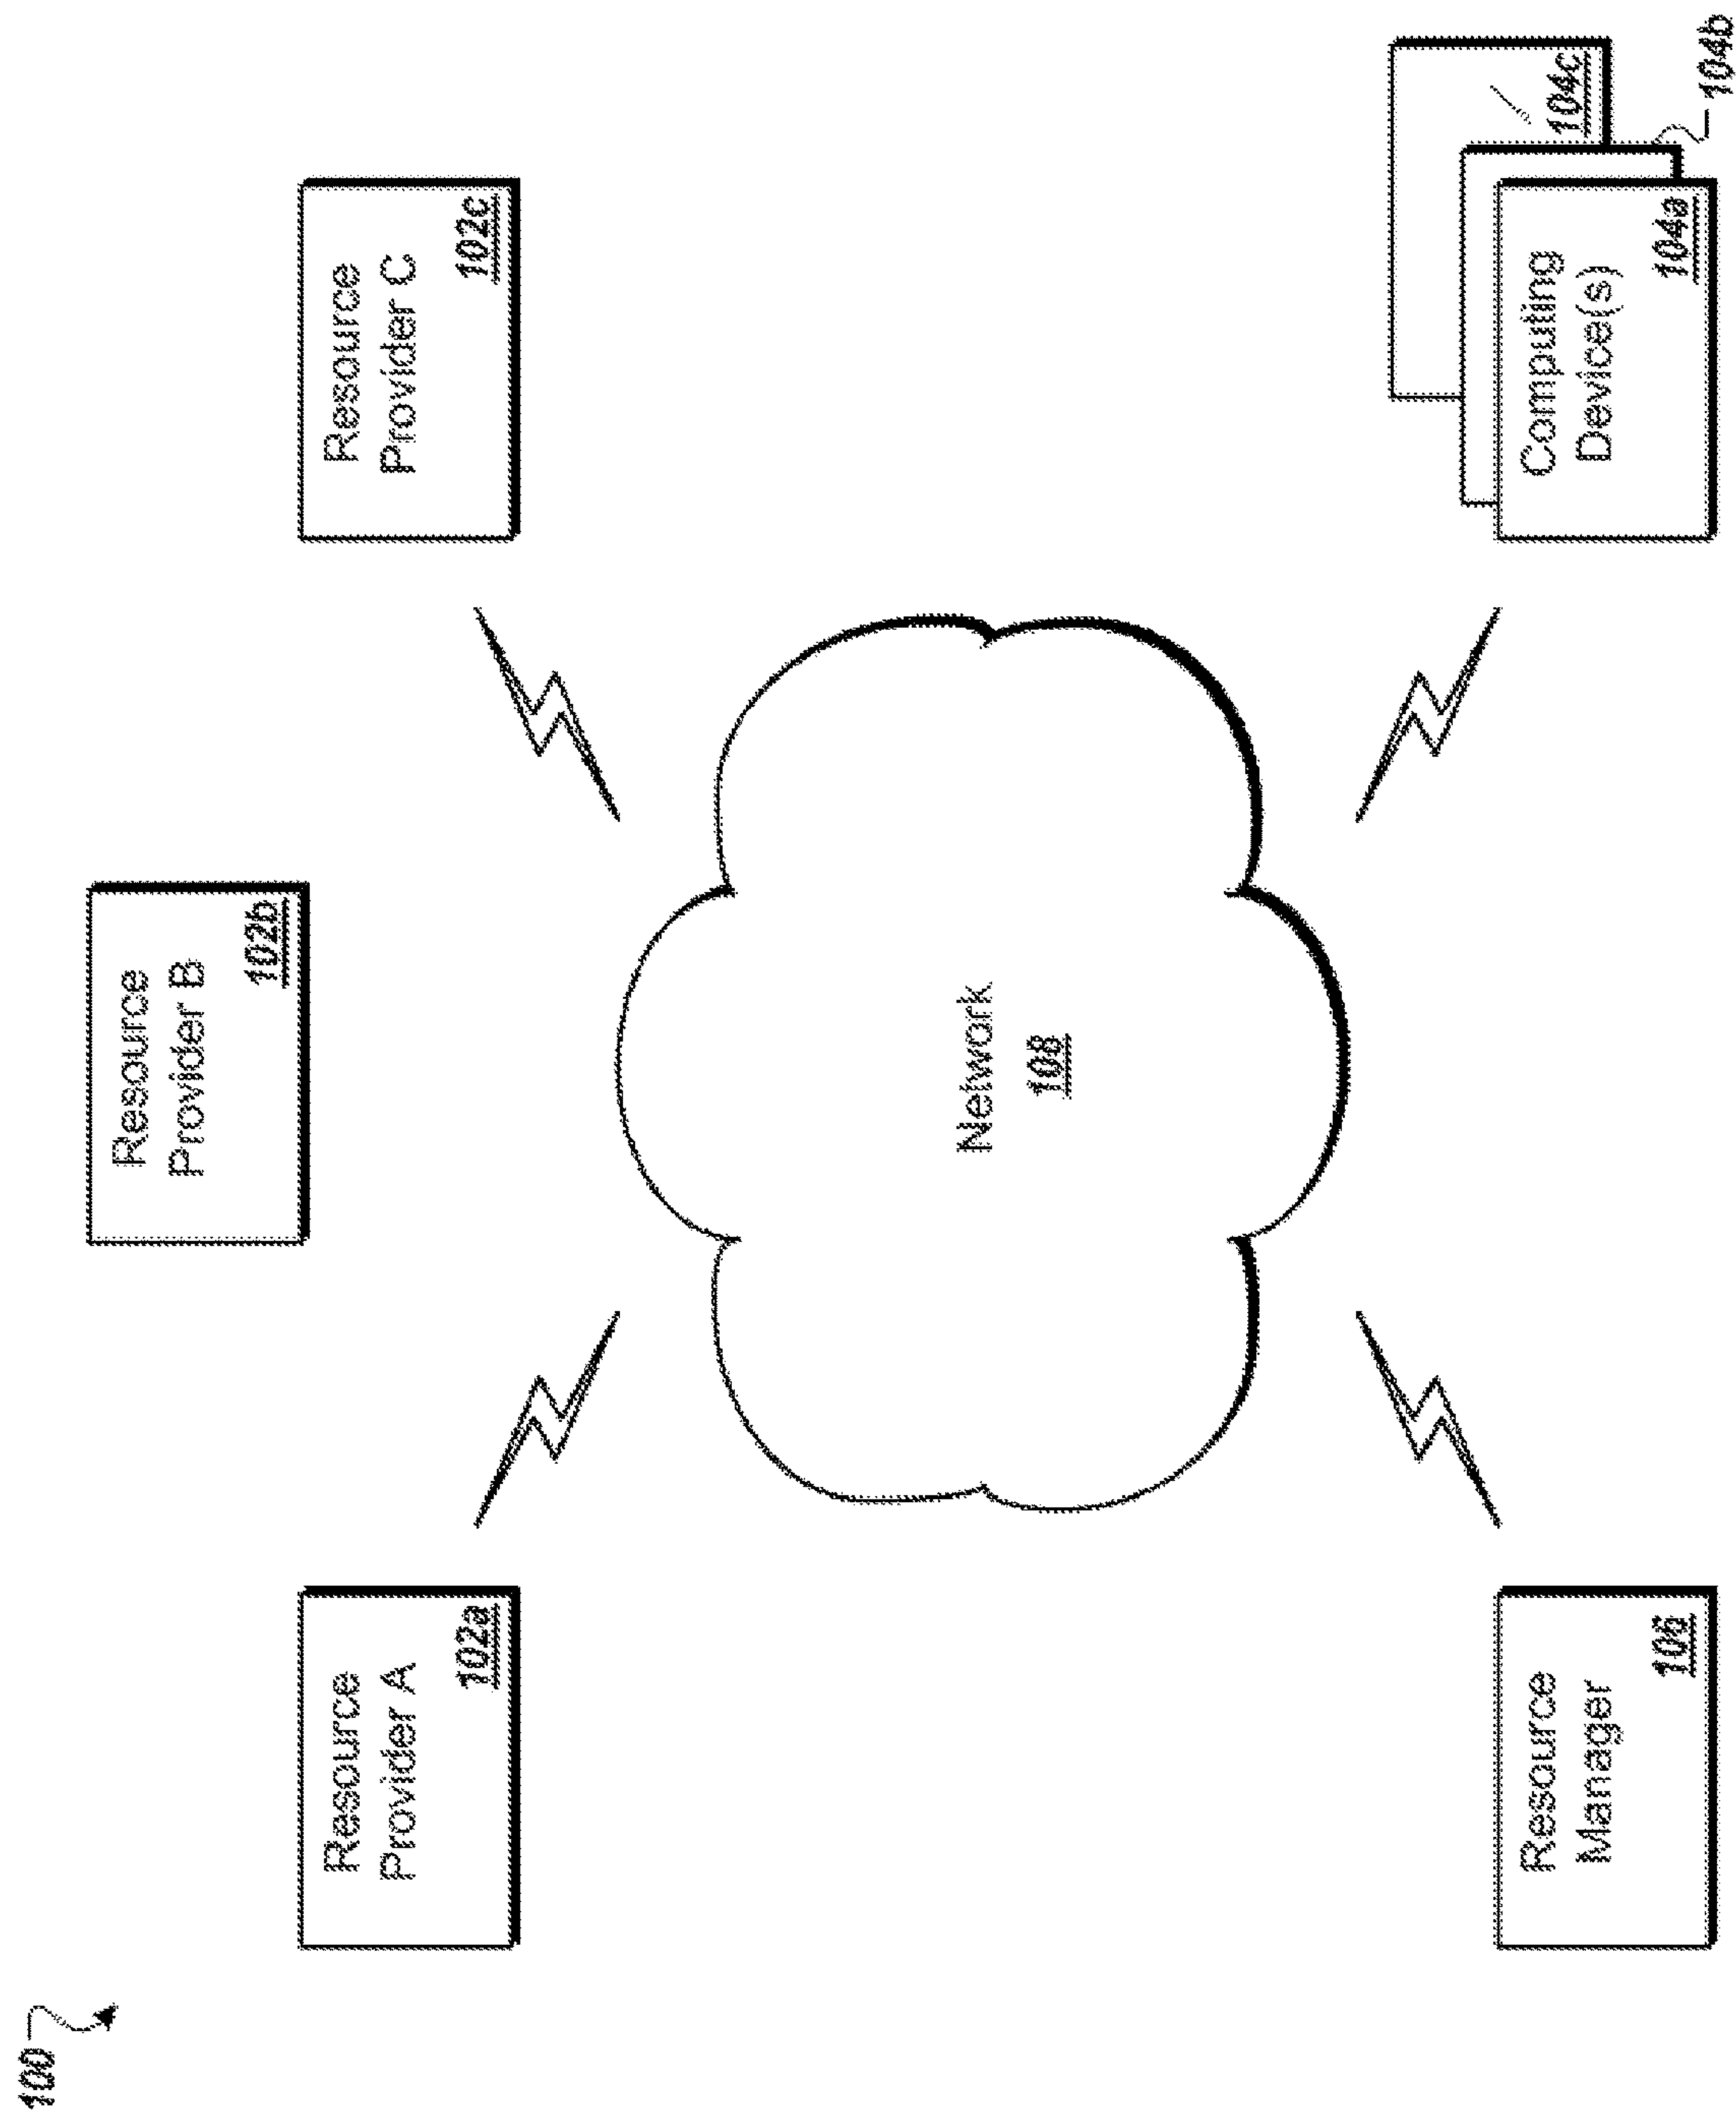 100
Resource
Provider B
102b
Resource
Provider A
102a
Resource
Provider C
102c
Network
108
Resource
Manager
106
Computing
Device(s)
104a
104b
104c